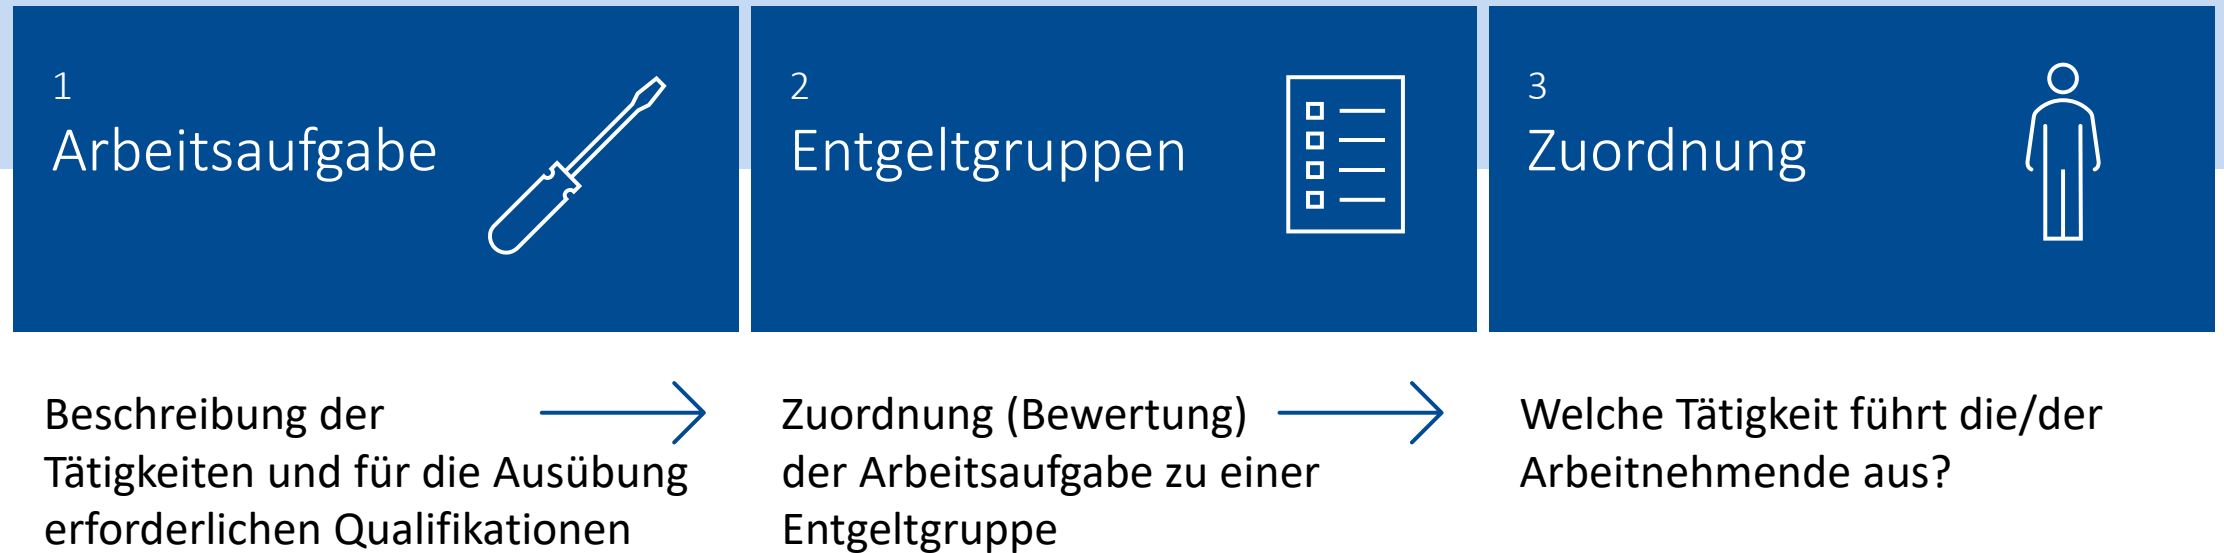 1
Arbeitsaufgabe
Beschreibung der
Tätigkeiten und für die Ausübung
erforderlichen Qualifikationen
2
Entgeltgruppen
Zuordnung (Bewertung)
der Arbeitsaufgabe zu einer
Entgeltgruppe
3
Zuordnung
Welche Tätigkeit führt die/der
Arbeitnehmende aus?